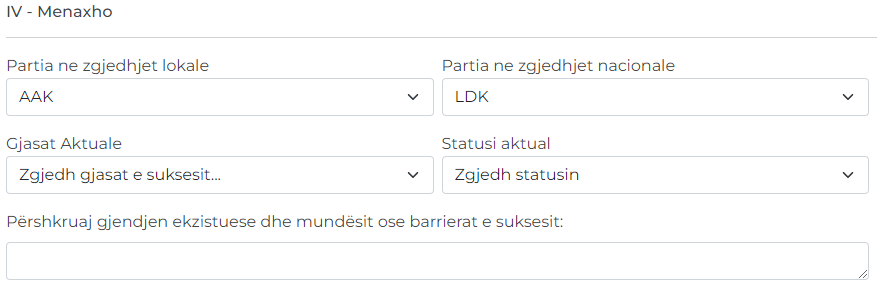 IV - Menaxho
Partia ne zgjedhjet lokale
Partia ne zgjedhjet nacionale
AAK
LDK
Gjasat Aktuale
Statusi aktual
Zgjedh gjasat e suksesit...
Zgjedh statusin
Përshkruaj gjendjen ekzistuese dhe mundësit ose barrierat e suksesit: